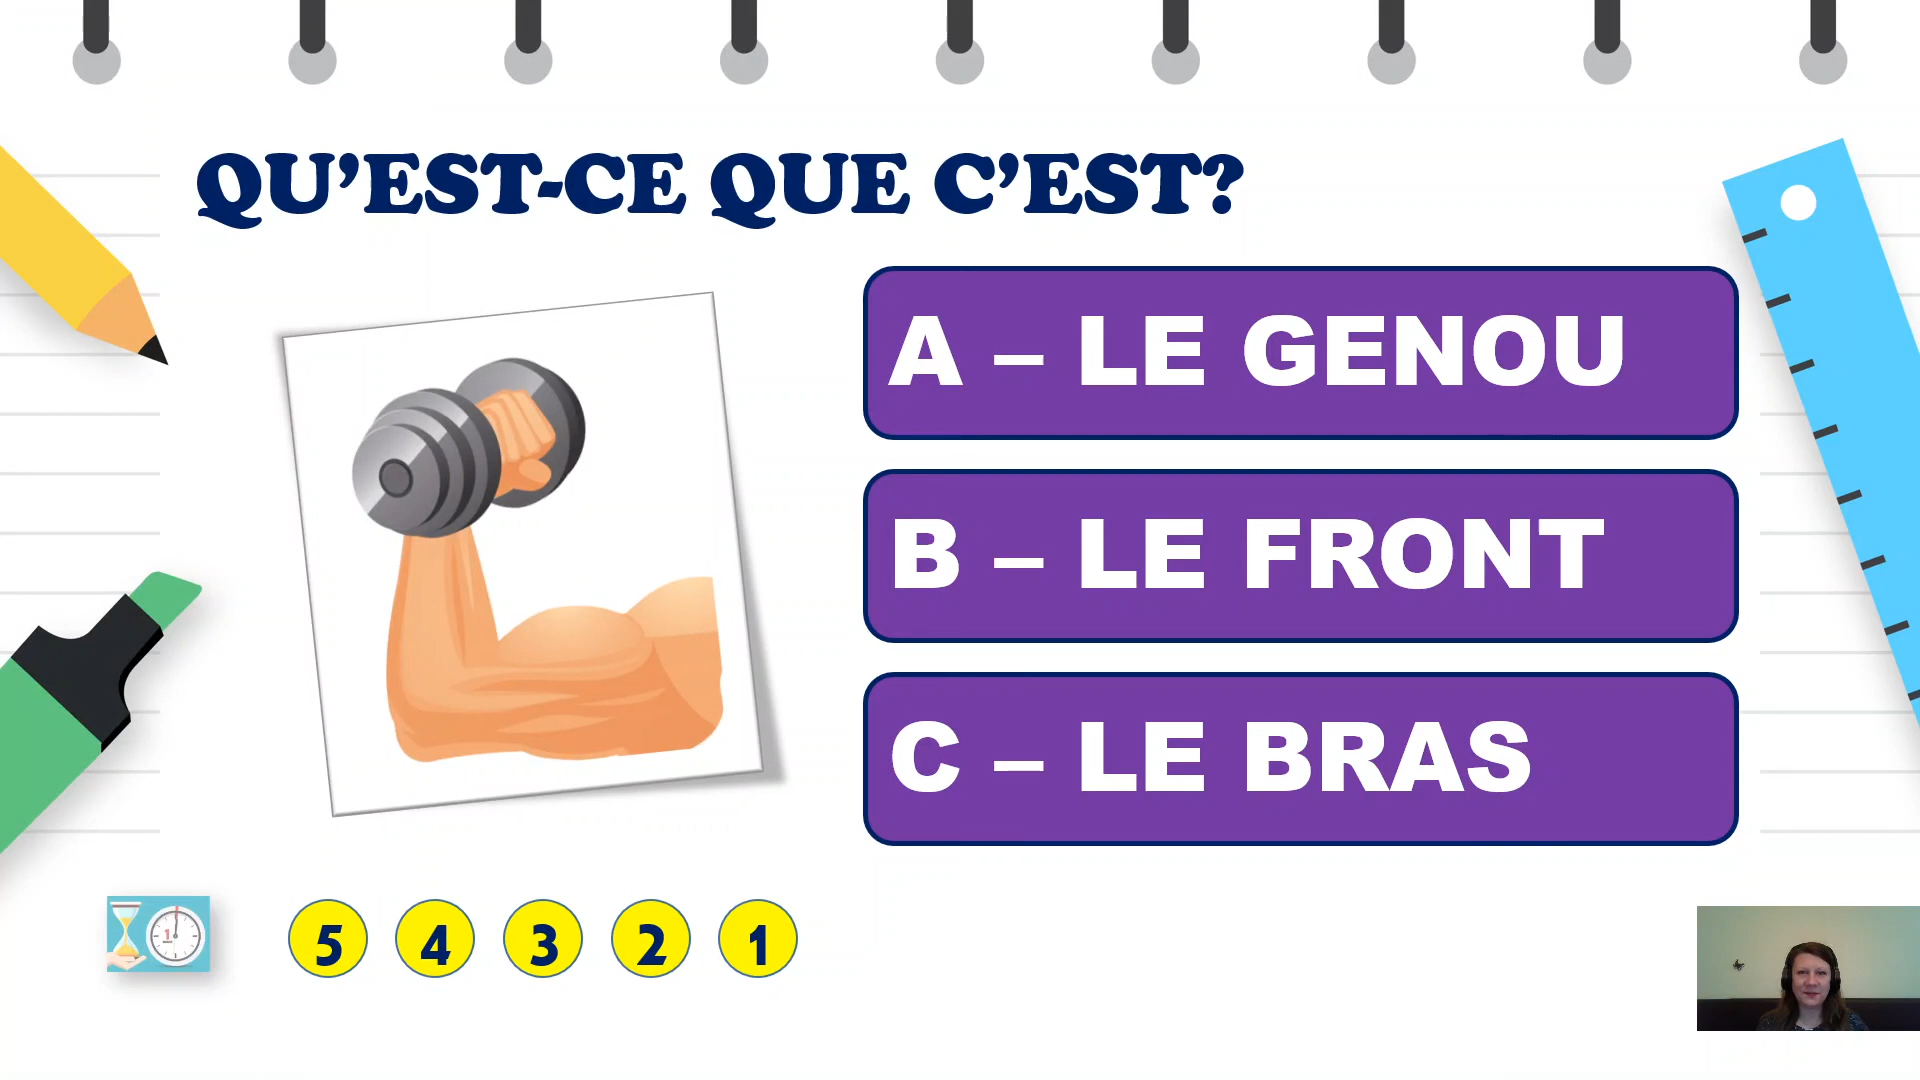 QU’EST-CE QUE C’EST?
A – LE GENOU
B – LE FRONT
C – LE BRAS
5 4 3 2 1